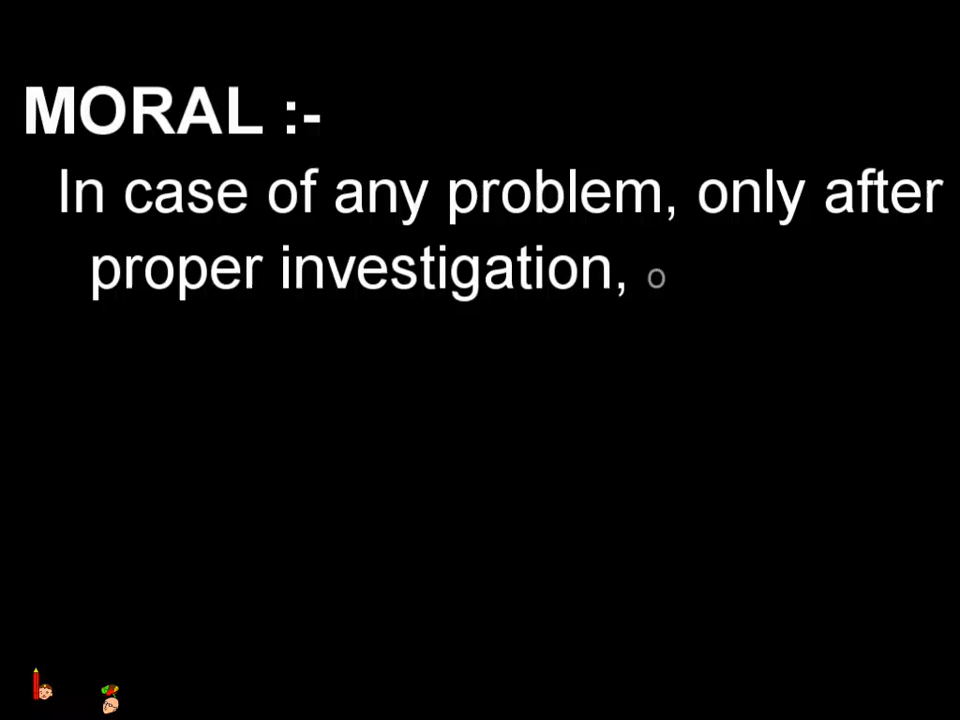 MORAL :-
In case of any problem, only after
proper investigation, o